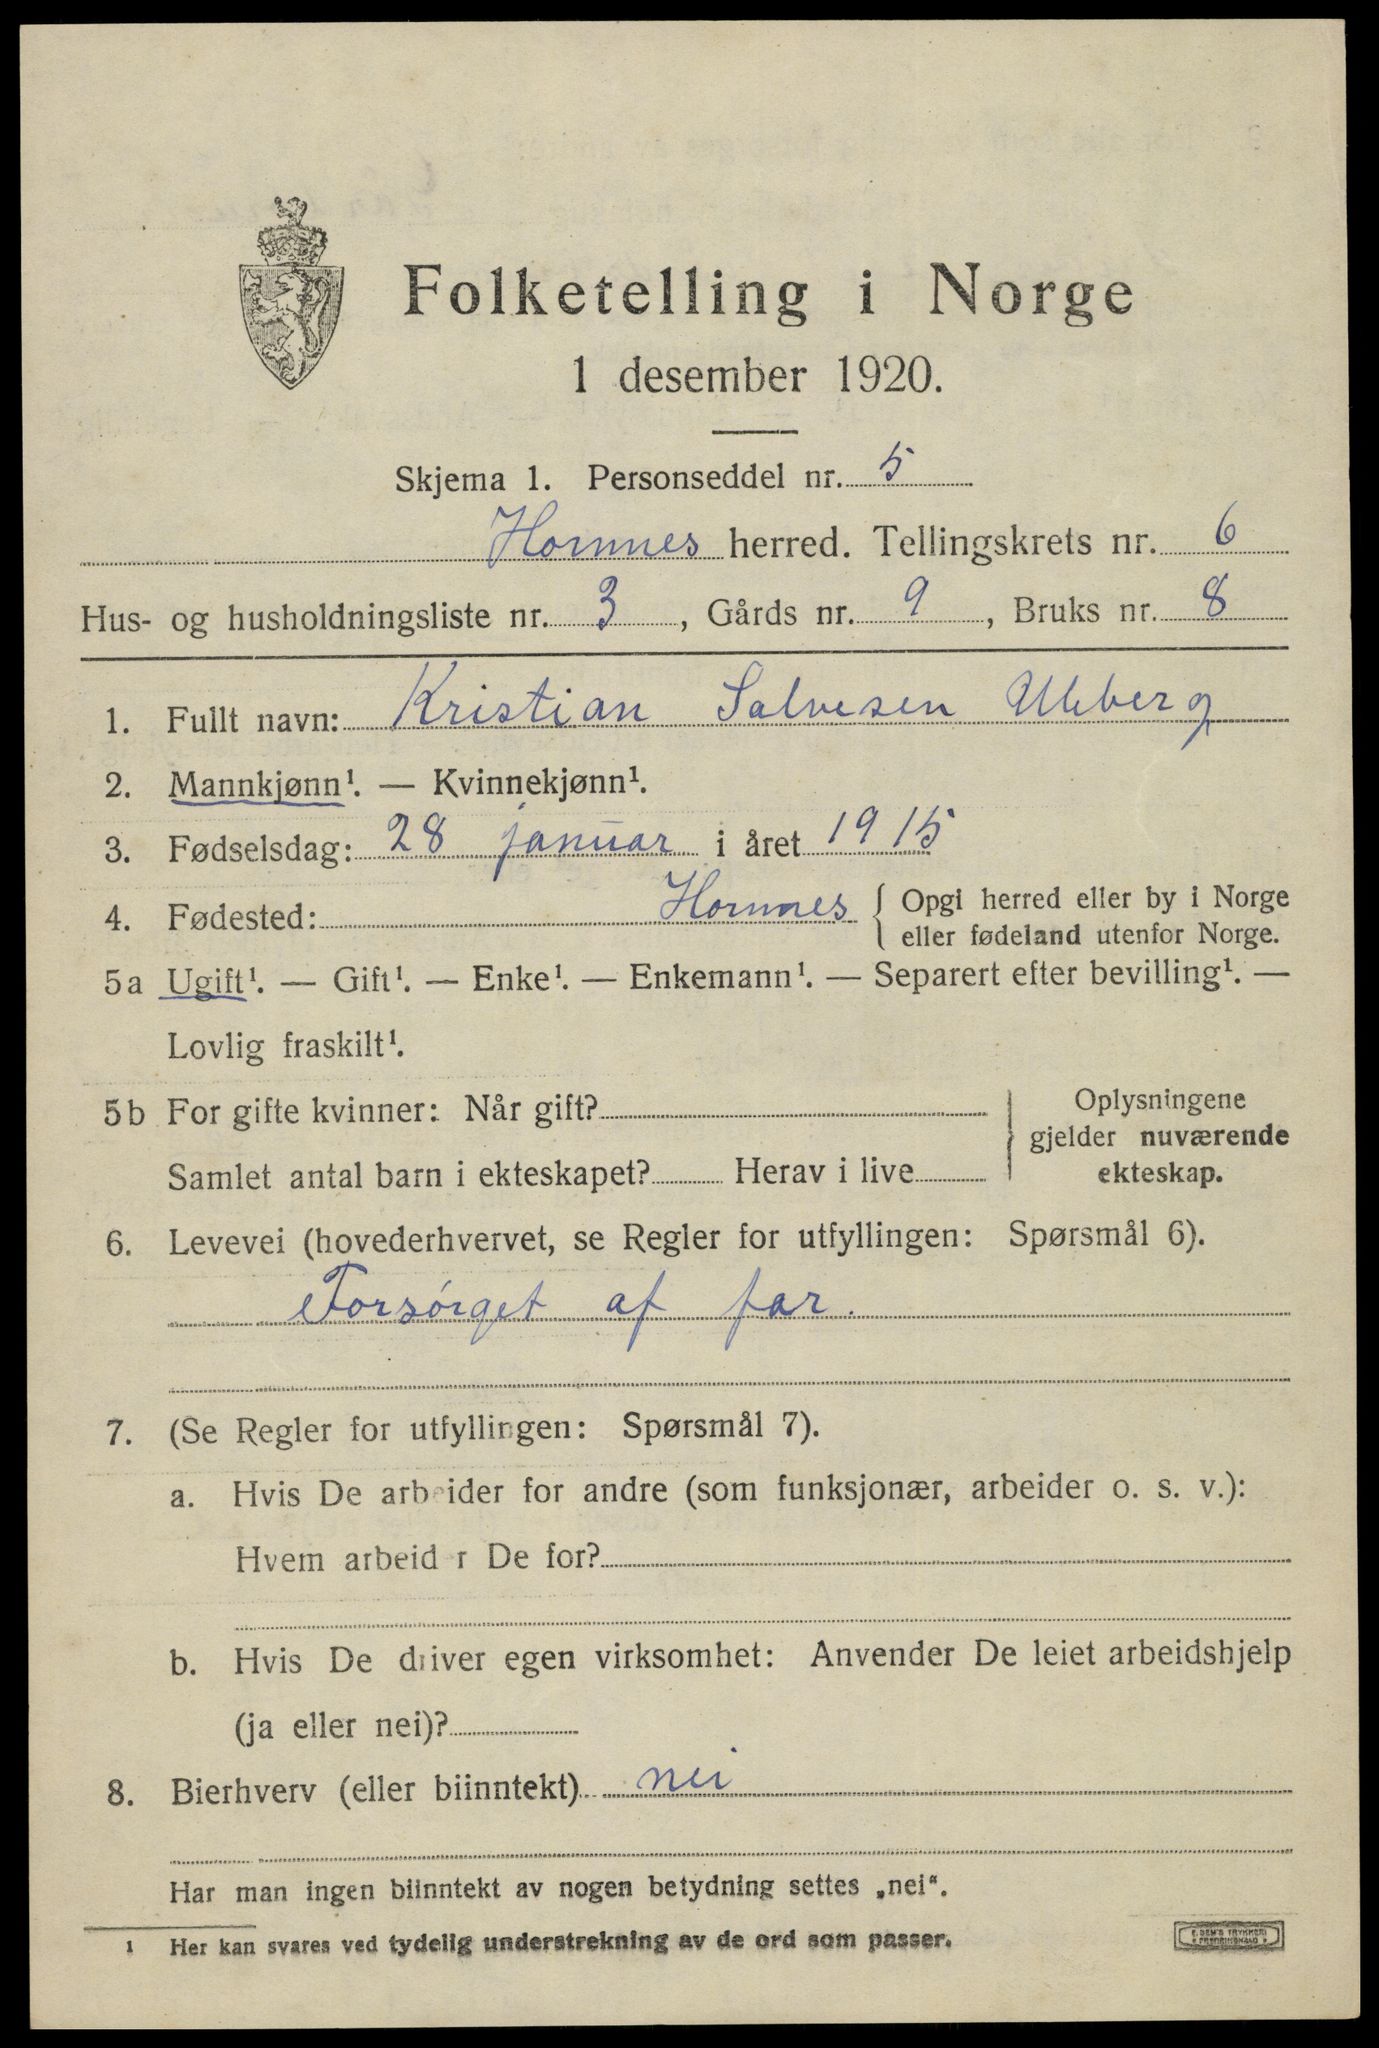 Folketelling i Norge
1 desember 1920.
Skjema 1. Personseddel nr. 5
Hornnes herred. Tellingskrets nr. 6
Hus- og husholdningsliste nr. 3, Gårds nr. 9, Bruks nr. 8
1. Fullt navn: Kristian Salvesen Uleberg
2. Mannkjønn¹. — Kvinnekjønn¹.
3. Fødselsdag: 28 januar i året 1915
4. Fødested: Hornnes { Opgi herred eller by i Norge
eller fødeland utenfor Norge.
5a Ugift¹. — Gift¹. — Enke¹. — Enkemann¹. — Separert efter bevilling¹. —
Lovlig fraskilt¹.
5b For gifte kvinner: Når gift? } Oplysningene
gjelder nuværende
Samlet antal barn i ekteskapet? Herav i live ekteskap.
6. Levevei (hovederhvervet, se Regler for utfyllingen: Spørsmål 6).
Forsørget af far.
7. (Se Regler for utfyllingen: Spørsmål 7).
a. Hvis De arbeider for andre (som funksjonær, arbeider o. s. v.):
Hvem arbeid r De for?
b. Hvis De driver egen virksomhet: Anvender De leiet arbeidshjelp
(ja eller nei)?
8. Bierhverv (eller biinntekt) nei
Har man ingen biinntekt av nogen betydning settes „nei“.
1 Her kan svares ved tydelig understrekning av de ord som passer.
E. SEM'S TRYKKERI
FREDRIKSHALD